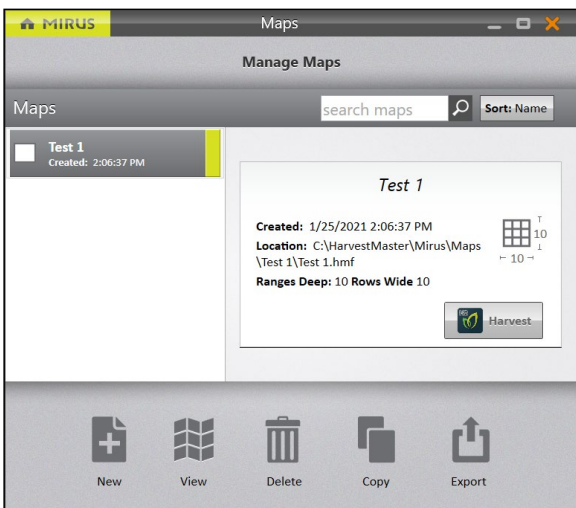 MIRUS
Maps
Manage Maps
Maps
search maps
Sort: Name
Test 1
Created: 2:06:37 PM
Test 1
Created: 1/25/2021 2:06:37 PM
Location: C:\HarvestMaster\Mirus\Maps
\Test 1\Test 1.hmf
Ranges Deep: 10 Rows Wide 10
10
10
Harvest
New
View
Delete
Copy
Export